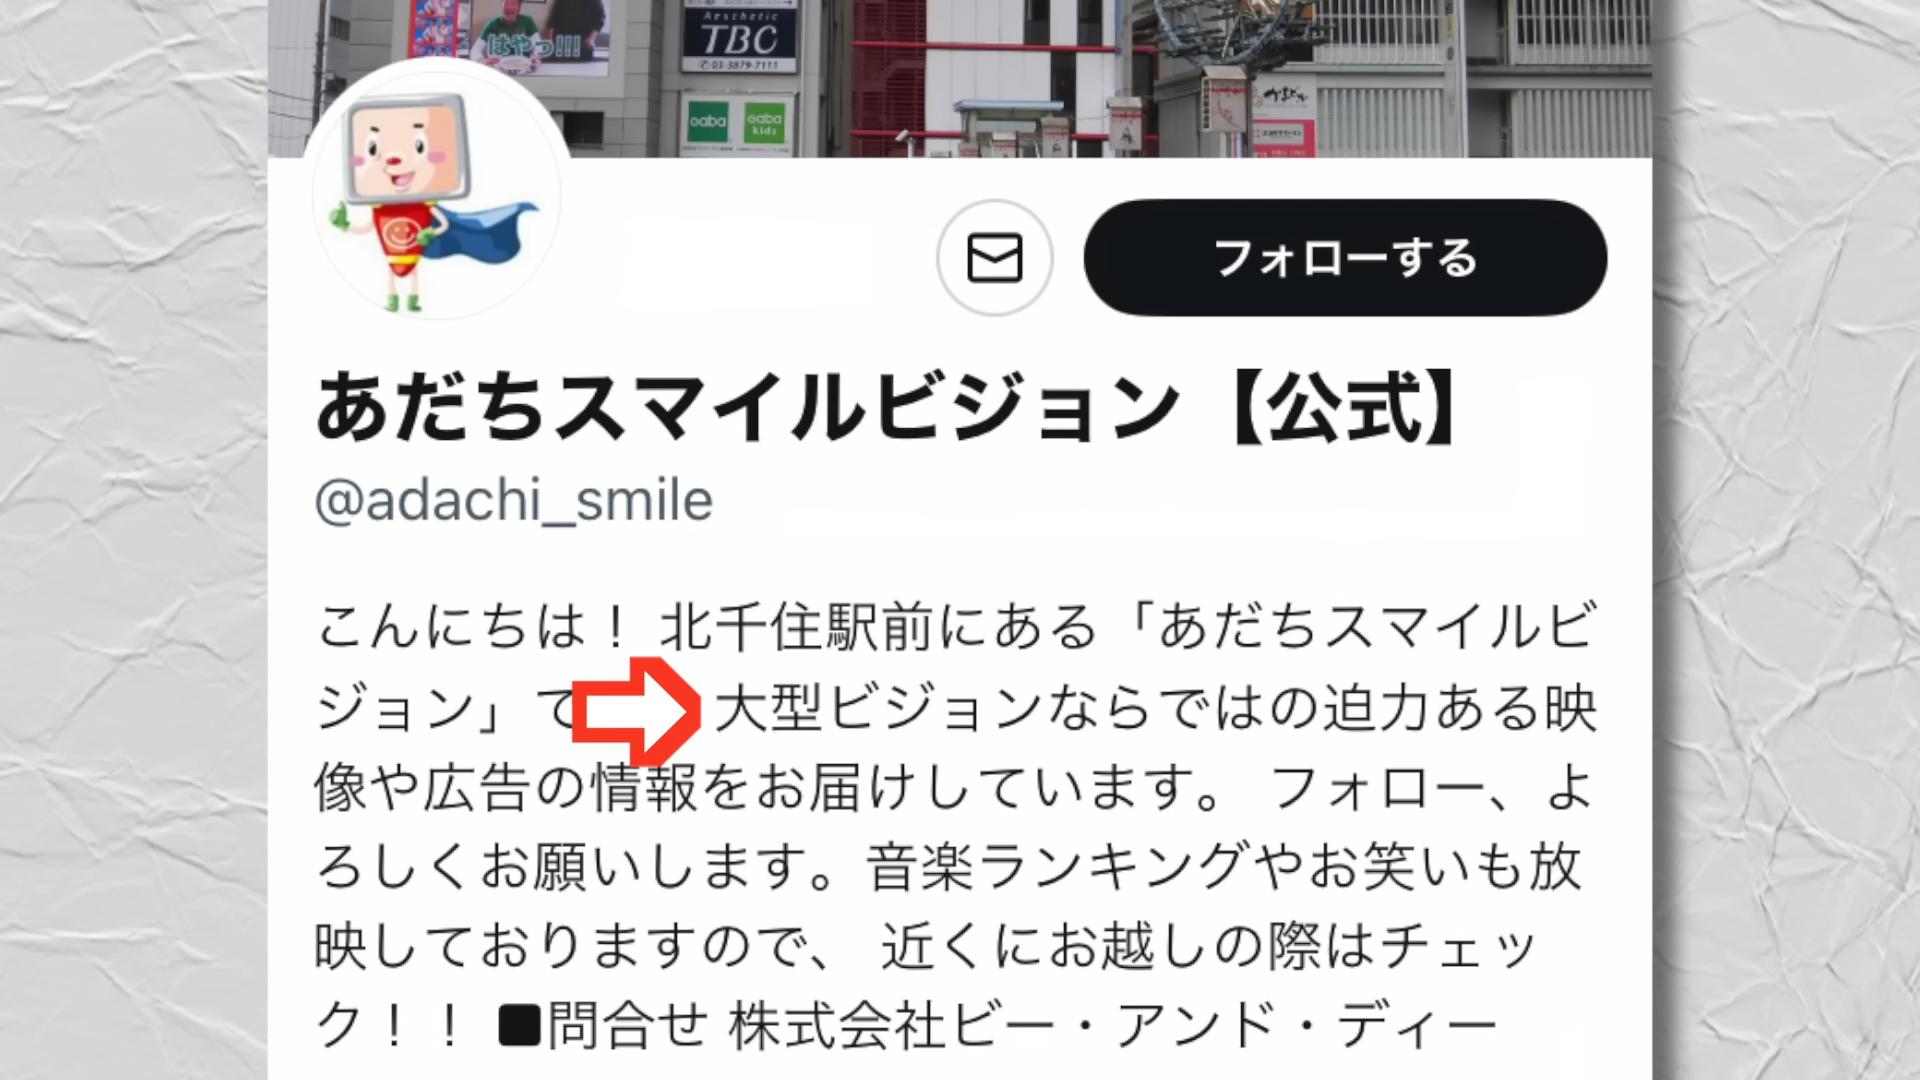 はやっ!!!
Aesthetic
TBC
✆03-3879-7111
gaba
gaba
kids
フォローする
あだちスマイルビジョン【公式】
@adachi_smile
こんにちは！ 北千住駅前にある「あだちスマイルビ
ジョン」で 大型ビジョンならではの迫力ある映
像や広告の情報をお届けしています。 フォロー、よ
ろしくお願いします。音楽ランキングやお笑いも放
映しておりますので、 近くにお越しの際はチェッ
ク！！ ■問合せ 株式会社ビー・アンド・ディー